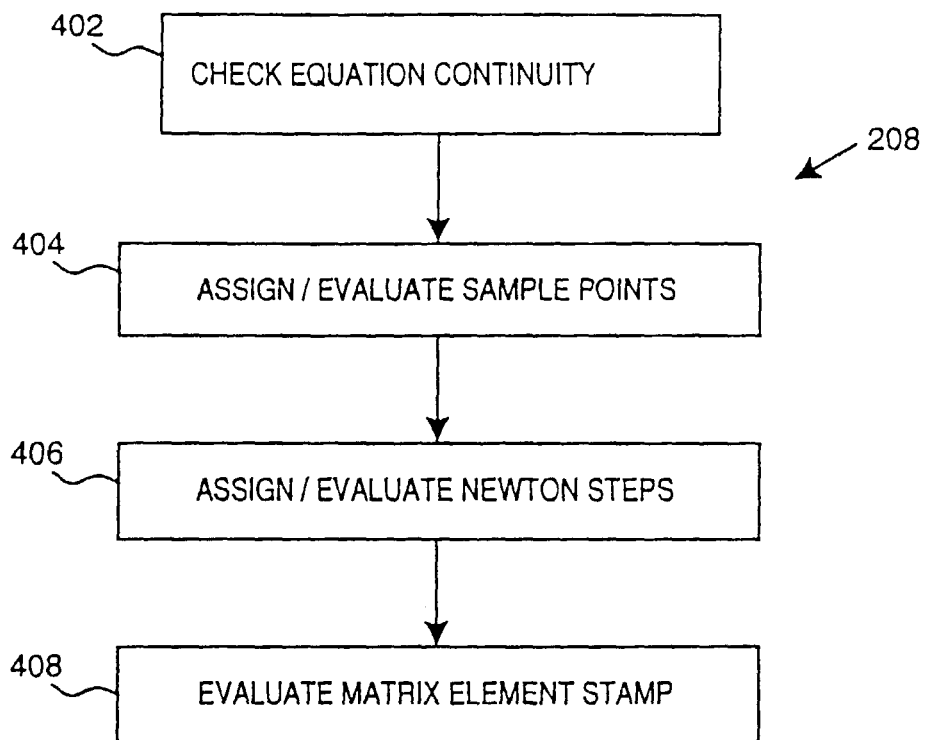 402
CHECK EQUATION CONTINUITY
208
404
ASSIGN / EVALUATE SAMPLE POINTS
406
ASSIGN / EVALUATE NEWTON STEPS
408
EVALUATE MATRIX ELEMENT STAMP